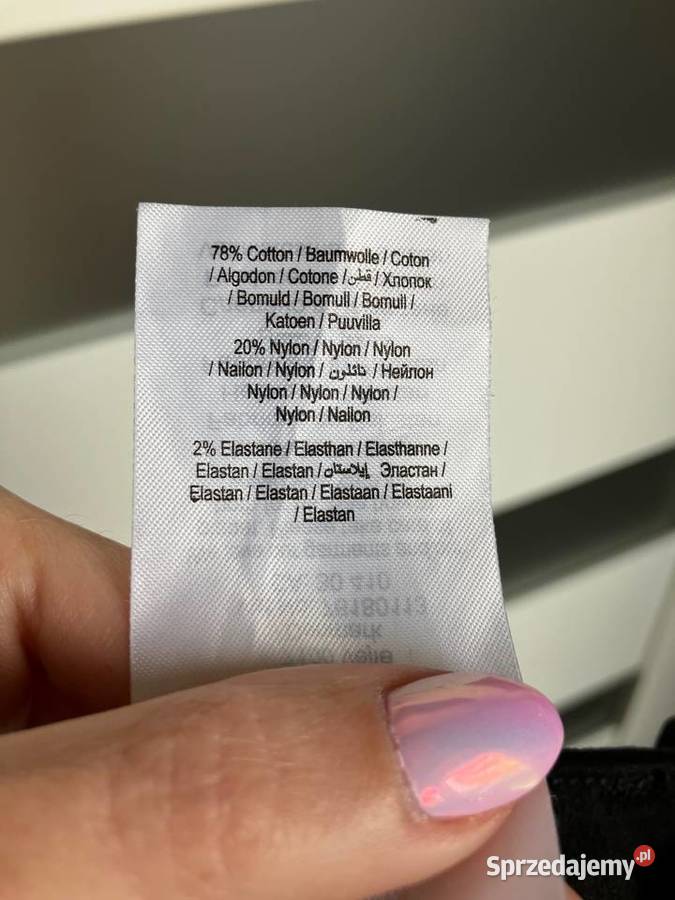 78% Cotton / Baumwolle / Coton
/ Algodon / Cotone / قطن / Хлопок
/ Bomuld / Bomull / Bomull /
Katoen / Puuvilla
20% Nylon / Nylon / Nylon
/ Nailon / Nylon / نائلون / Нейлон
Nylon / Nylon / Nylon /
Nylon / Nailon
2% Elastane / Elasthan / Elasthanne /
Elastan / Elastan / إيلاستان Эластан /
Elastan / Elastan / Elastaan / Elastaani
/ Elastan
Sprzedajemy.pl